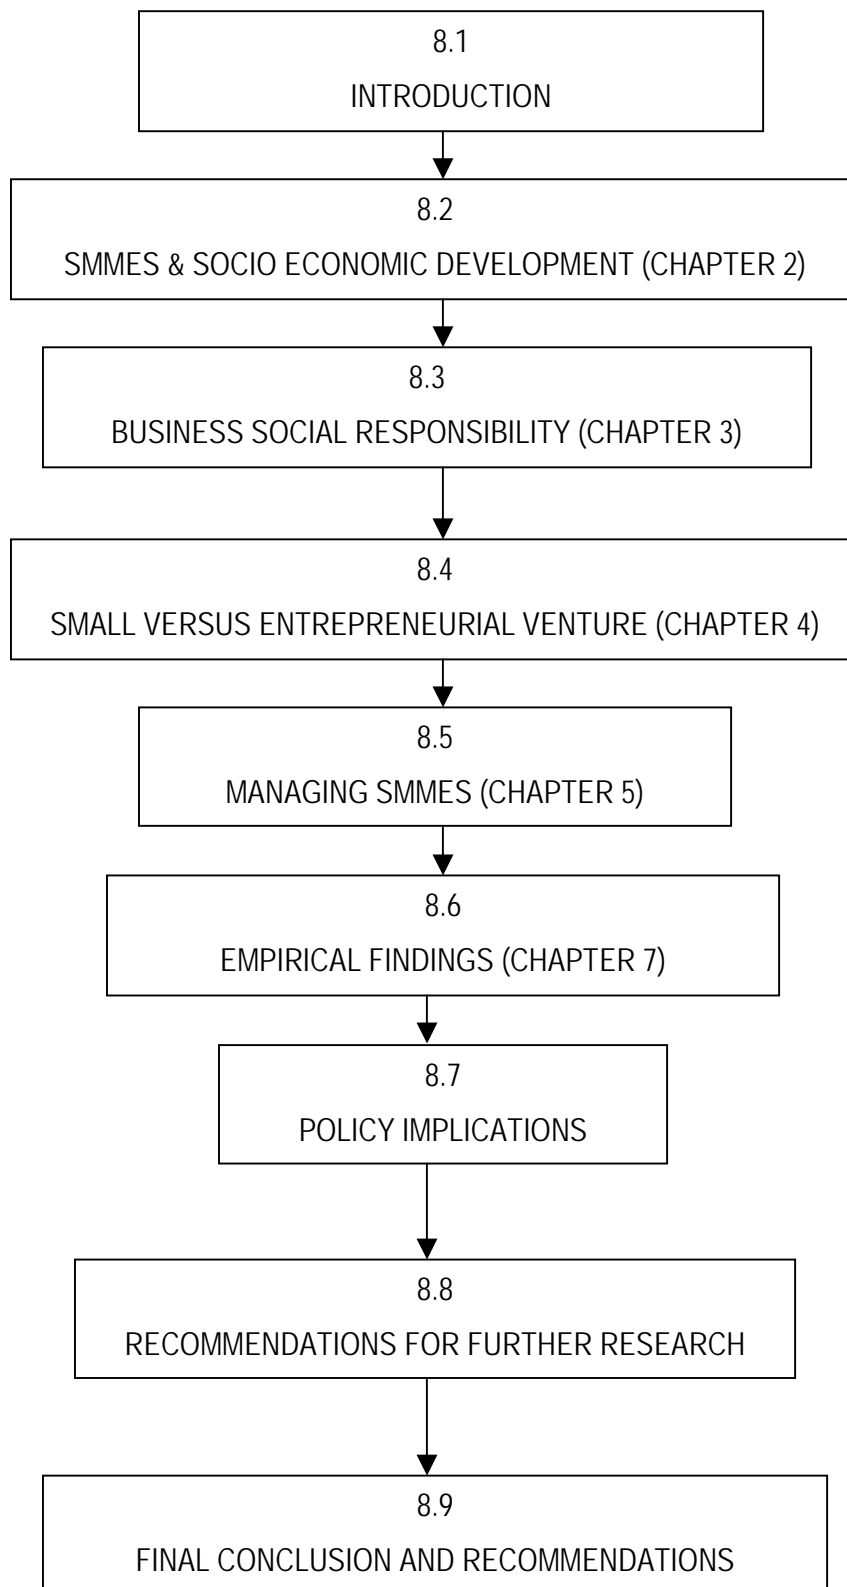 8.1
INTRODUCTION
8.2
SMMES & SOCIO ECONOMIC DEVELOPMENT (CHAPTER 2)
8.3
BUSINESS SOCIAL RESPONSIBILITY (CHAPTER 3)
8.4
SMALL VERSUS ENTREPRENEURIAL VENTURE (CHAPTER 4)
8.5
MANAGING SMMES (CHAPTER 5)
8.6
EMPIRICAL FINDINGS (CHAPTER 7)
8.7
POLICY IMPLICATIONS
8.8
RECOMMENDATIONS FOR FURTHER RESEARCH
8.9
FINAL CONCLUSION AND RECOMMENDATIONS